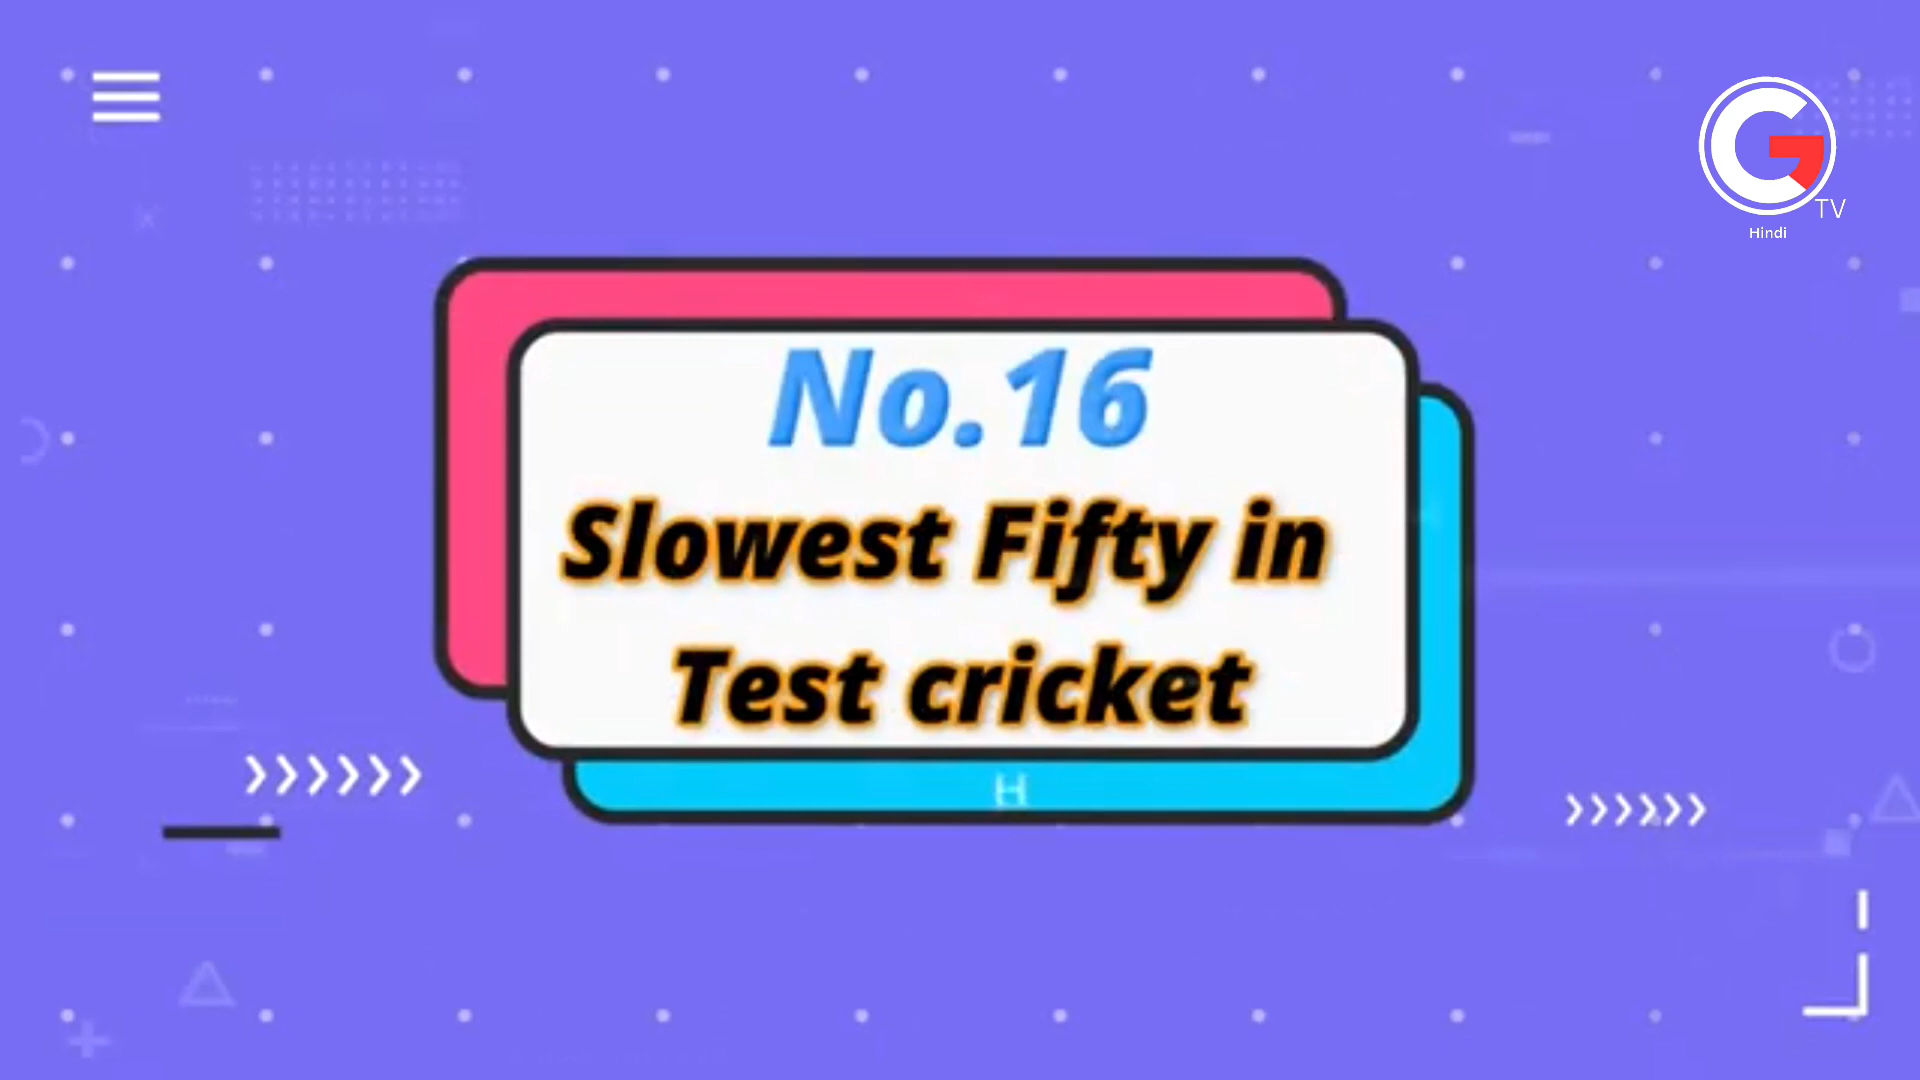 TV
Hindi
No.16
Slowest Fifty in
Test cricket
H